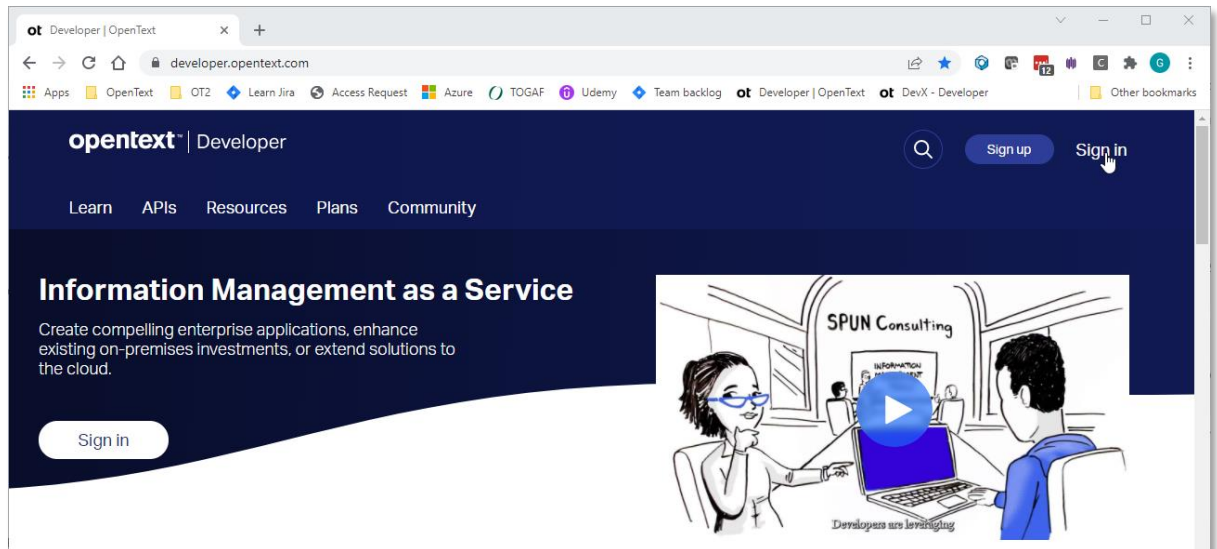 ot Developer | OpenText
developer.opentext.com
12
C
G
Apps OpenText OT2 Learn Jira Access Request Azure TOGAF Udemy Team backlog ot Developer | OpenText ot DevX - Developer Other bookmarks
opentext™ | Developer
Sign up
Sign in
Learn APIs Resources Plans Community
Information Management as a Service
Create compelling enterprise applications, enhance
existing on-premises investments, or extend solutions to
the cloud.
Sign in
SPUN Consulting
INFORMATION
Developers are leveraging